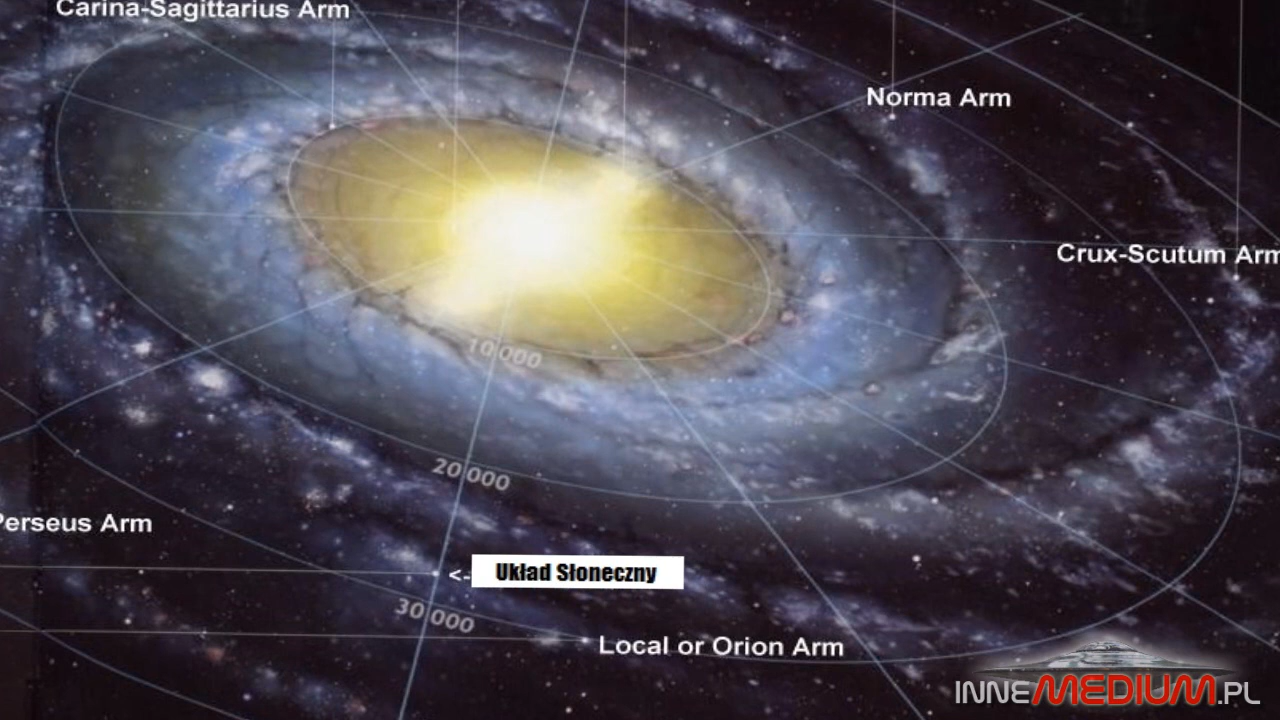 Carina-Sagittarius Arm
Norma Arm
Crux-Scutum Arm
10 000
20 000
Perseus Arm
<- Układ Słoneczny
30 000
Local or Orion Arm
INNEMEDIUM.PL